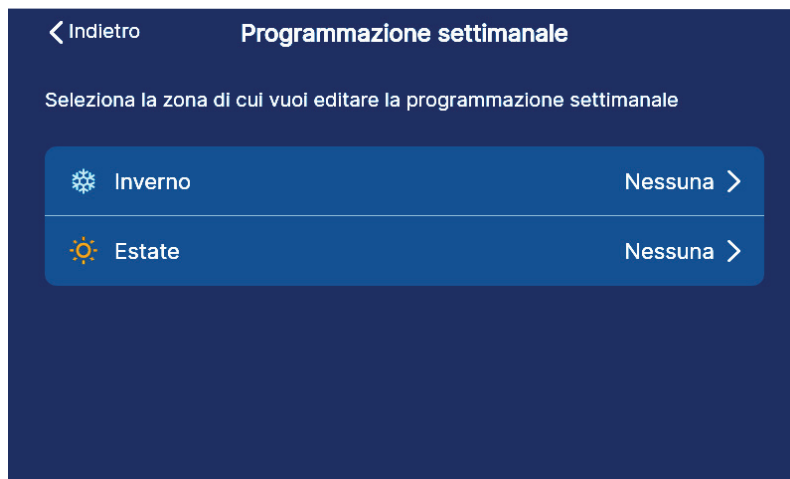 Indietro
Programmazione settimanale
Seleziona la zona di cui vuoi editare la programmazione settimanale
Inverno Nessuna
Estate Nessuna